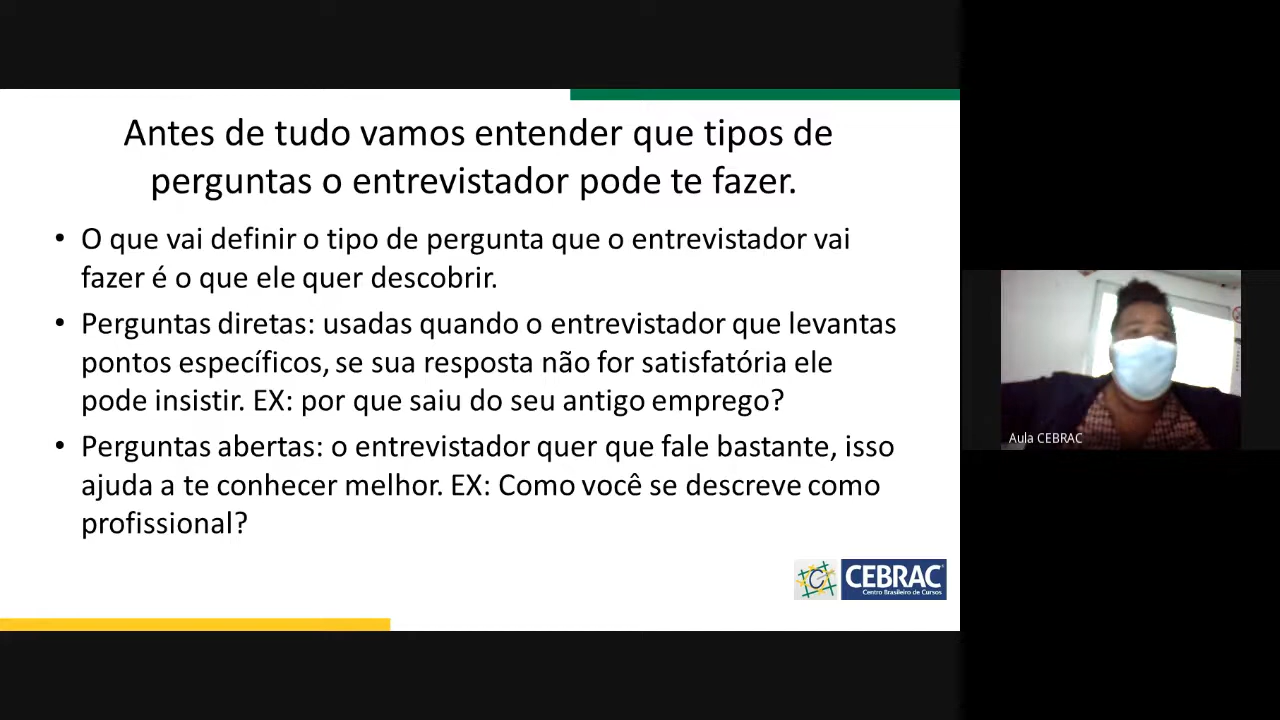 Antes de tudo vamos entender que tipos de
perguntas o entrevistador pode te fazer.
• O que vai definir o tipo de pergunta que o entrevistador vai
fazer é o que ele quer descobrir.
• Perguntas diretas: usadas quando o entrevistador que levantas
pontos específicos, se sua resposta não for satisfatória ele
pode insistir. EX: por que saiu do seu antigo emprego?
• Perguntas abertas: o entrevistador quer que fale bastante, isso
ajuda a te conhecer melhor. EX: Como você se descreve como
profissional?
C CEBRAC
Centro Brasileiro de Cursos
Aula CEBRAC